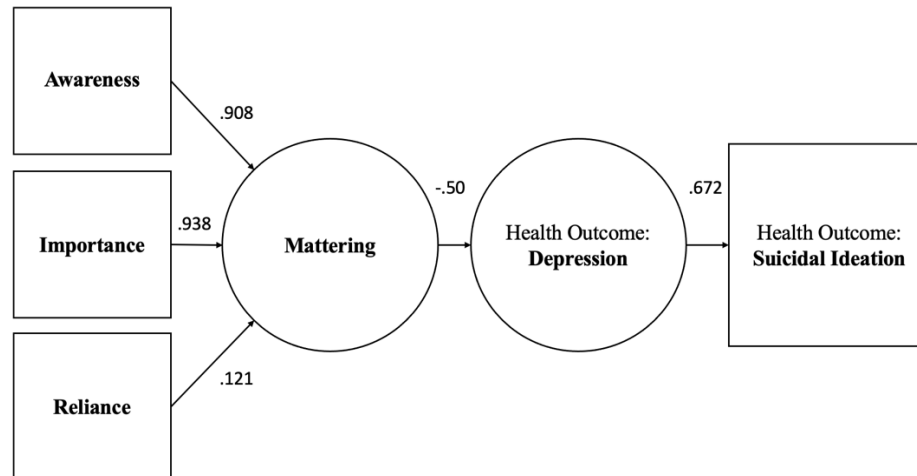 Awareness
.908
-.50
.672
Importance
.938
Mattering
Health Outcome:
Depression
Health Outcome:
Suicidal Ideation
.121
Reliance